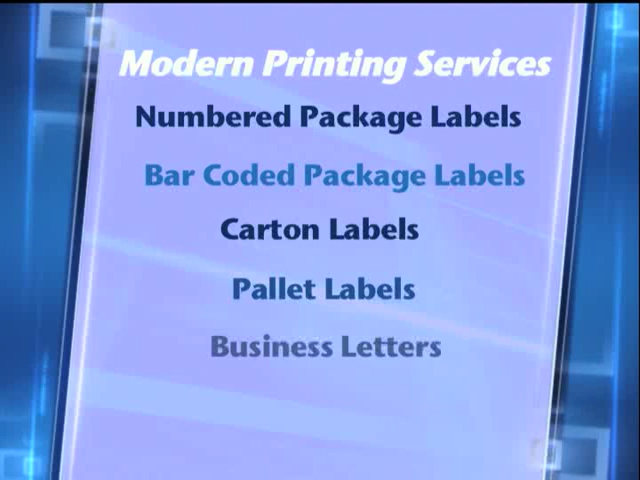 Modern Printing Services
Numbered Package Labels
Bar Coded Package Labels
Carton Labels
Pallet Labels
Business Letters